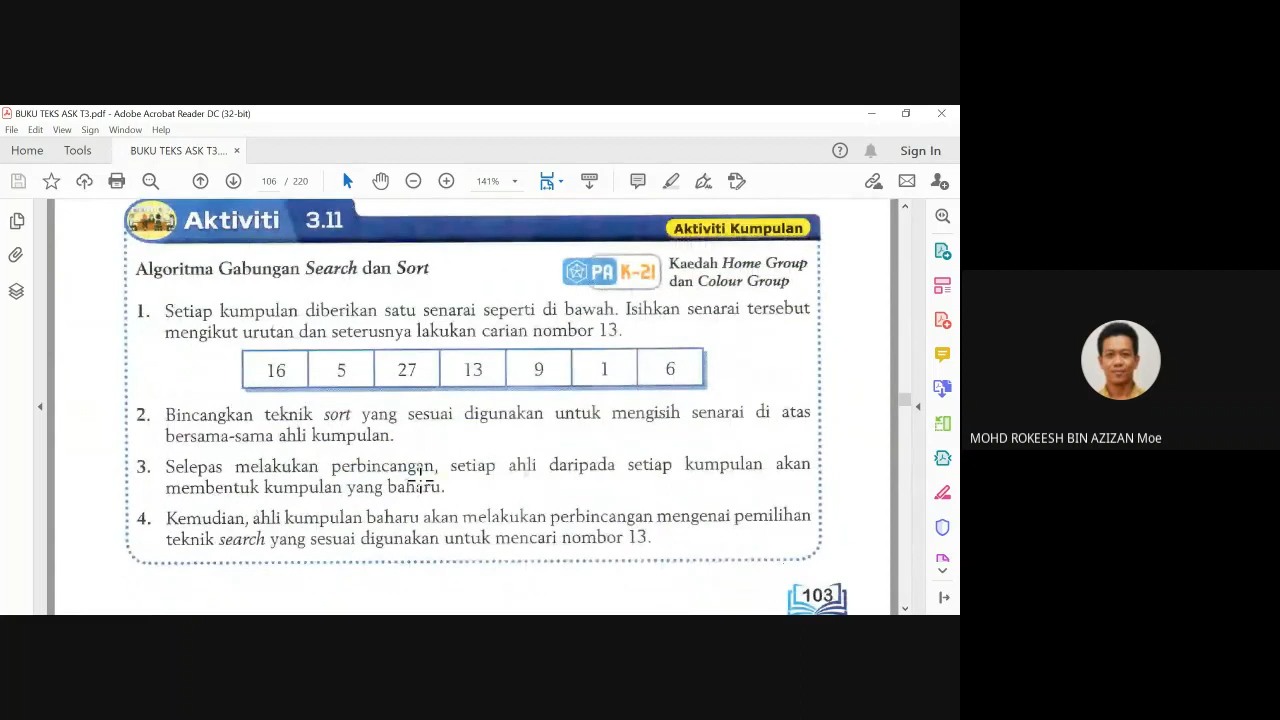 BUKU TEKS ASK T3.pdf - Adobe Acrobat Reader DC (32-bit)
File Edit View Sign Window Help
Home Tools BUKU TEKS ASK T3.... × Sign In
106 / 220 141%
Aktiviti 3.11
Aktiviti Kumpulan
Algoritma Gabungan Search dan Sort
PA K-21
Kaedah Home Group
dan Colour Group
1. Setiap kumpulan diberikan satu senarai seperti di bawah. Isihkan senarai tersebut
mengikut urutan dan seterusnya lakukan carian nombor 13.
16 5 27 13 9 1 6
2. Bincangkan teknik sort yang sesuai digunakan untuk mengisih senarai di atas
bersama-sama ahli kumpulan.
3. Selepas melakukan perbincangan, setiap ahli daripada setiap kumpulan akan
membentuk kumpulan yang baharu.
4. Kemudian, ahli kumpulan baharu akan melakukan perbincangan mengenai pemilihan
teknik search yang sesuai digunakan untuk mencari nombor 13.
103
MOHD ROKEESH BIN AZIZAN Moe